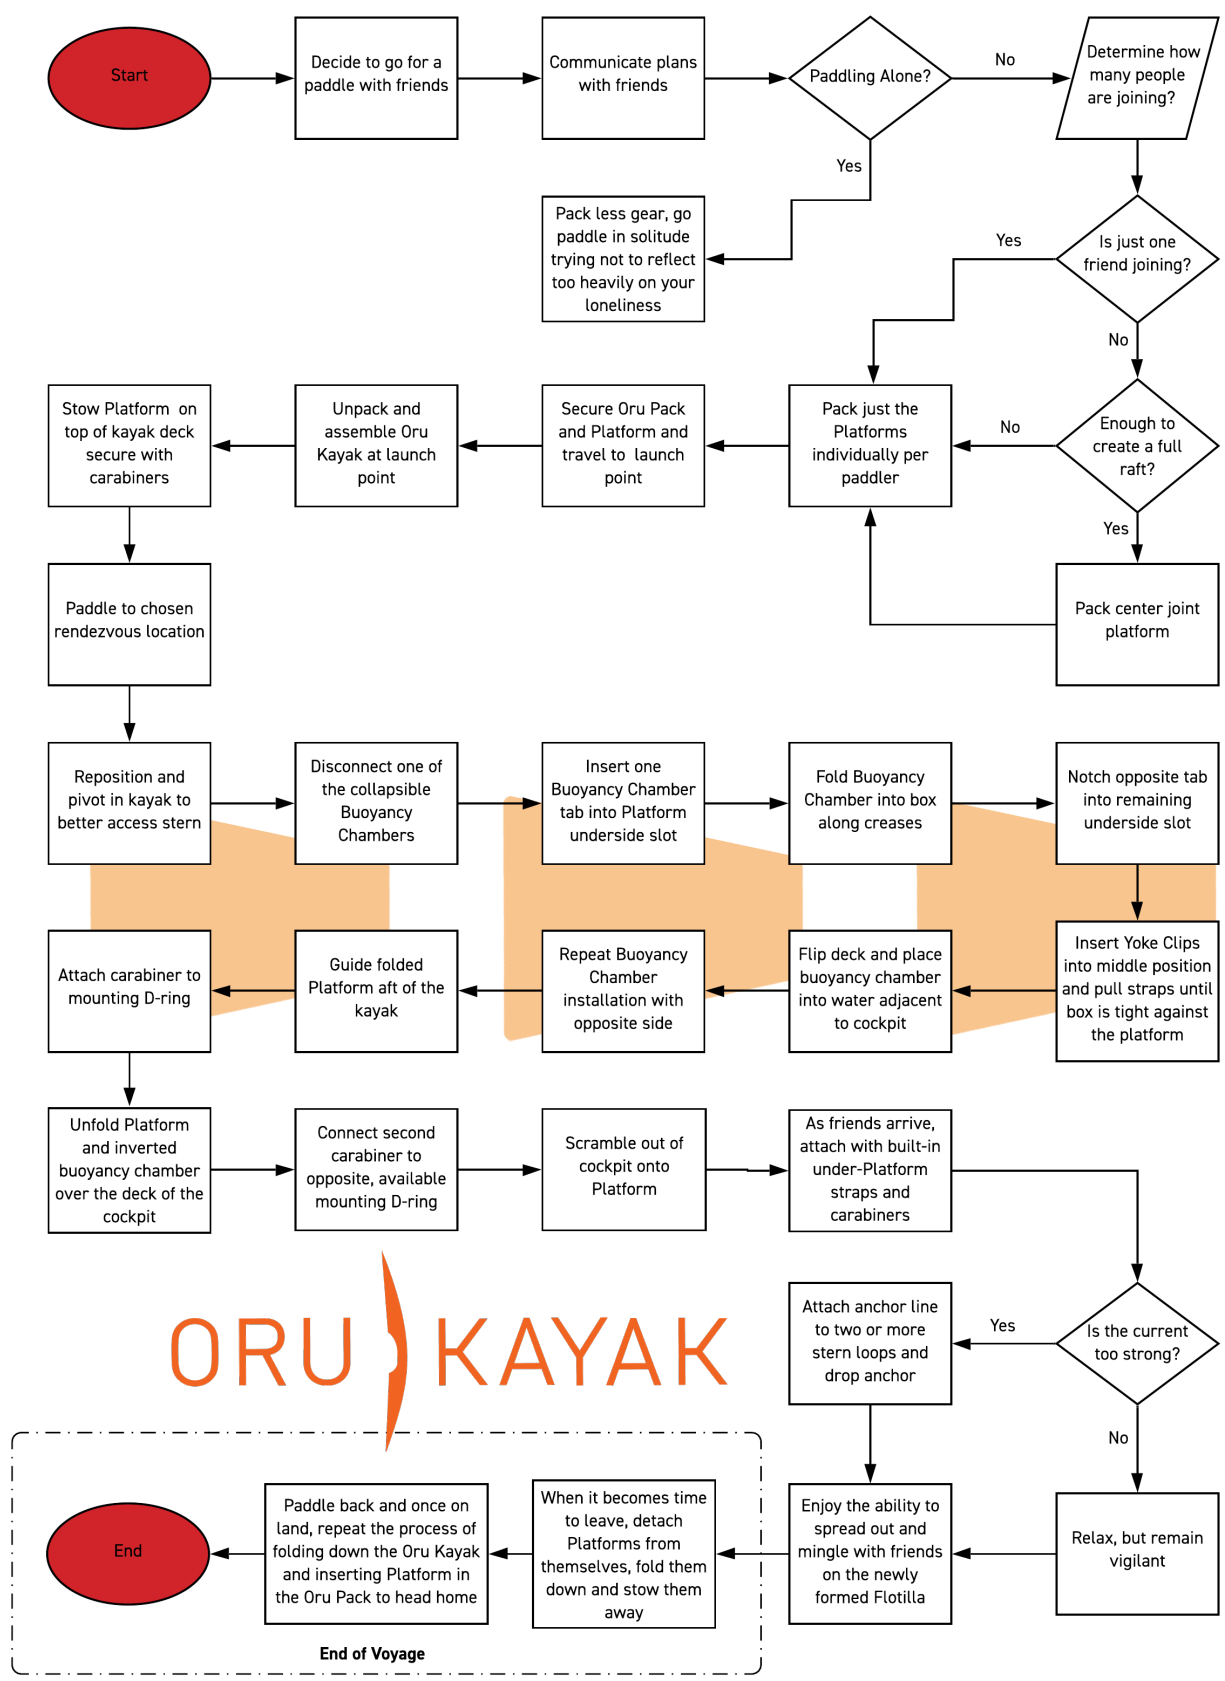 Start
Decide to go for a
paddle with friends
Communicate plans
with friends
Paddling Alone?
No
Determine how
many people
are joining?
Yes
Pack less gear, go
paddle in solitude
trying not to reflect
too heavily on your
loneliness
Yes
Is just one
friend joining?
No
Stow Platform on
top of kayak deck
secure with
carabiners
Unpack and
assemble Oru
Kayak at launch
point
Secure Oru Pack
and Platform and
travel to launch
point
Pack just the
Platforms
individually per
paddler
No
Enough to
create a full
raft?
Yes
Paddle to chosen
rendezvous location
Pack center joint
platform
Reposition and
pivot in kayak to
better access stern
Disconnect one of
the collapsible
Buoyancy
Chambers
Insert one
Buoyancy Chamber
tab into Platform
underside slot
Fold Buoyancy
Chamber into box
along creases
Notch opposite tab
into remaining
underside slot
Attach carabiner to
mounting D-ring
Guide folded
Platform aft of the
kayak
Repeat Buoyancy
Chamber
installation with
opposite side
Flip deck and place
buoyancy chamber
into water adjacent
to cockpit
Insert Yoke Clips
into middle position
and pull straps until
box is tight against
the platform
Unfold Platform
and inverted
buoyancy chamber
over the deck of the
cockpit
Connect second
carabiner to
opposite, available
mounting D-ring
Scramble out of
cockpit onto
Platform
As friends arrive,
attach with built-in
under-Platform
straps and
carabiners
ORU KAYAK
Attach anchor line
to two or more
stern loops and
drop anchor
Yes
Is the current
too strong?
No
End
Paddle back and once on
land, repeat the process of
folding down the Oru Kayak
and inserting Platform in
the Oru Pack to head home
When it becomes time
to leave, detach
Platforms from
themselves, fold them
down and stow them
away
Enjoy the ability to
spread out and
mingle with friends
on the newly
formed Flotilla
Relax, but remain
vigilant
End of Voyage